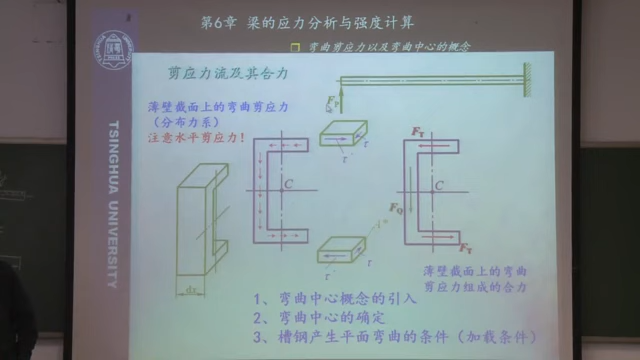 第6章 梁的应力分析与强度计算
弯曲剪应力以及弯曲中心的概念
剪应力流及其合力
薄壁截面上的弯曲剪应力
（分布力系）
注意水平剪应力！
TSINGHUA UNIVERSITY
F_P
C
τ
τ
dx
F_T
C
F_Q
F_T
薄壁截面上的弯曲
剪应力组成的合力
1、弯曲中心概念的引入
2、弯曲中心的确定
3、槽钢产生平面弯曲的条件（加载条件）